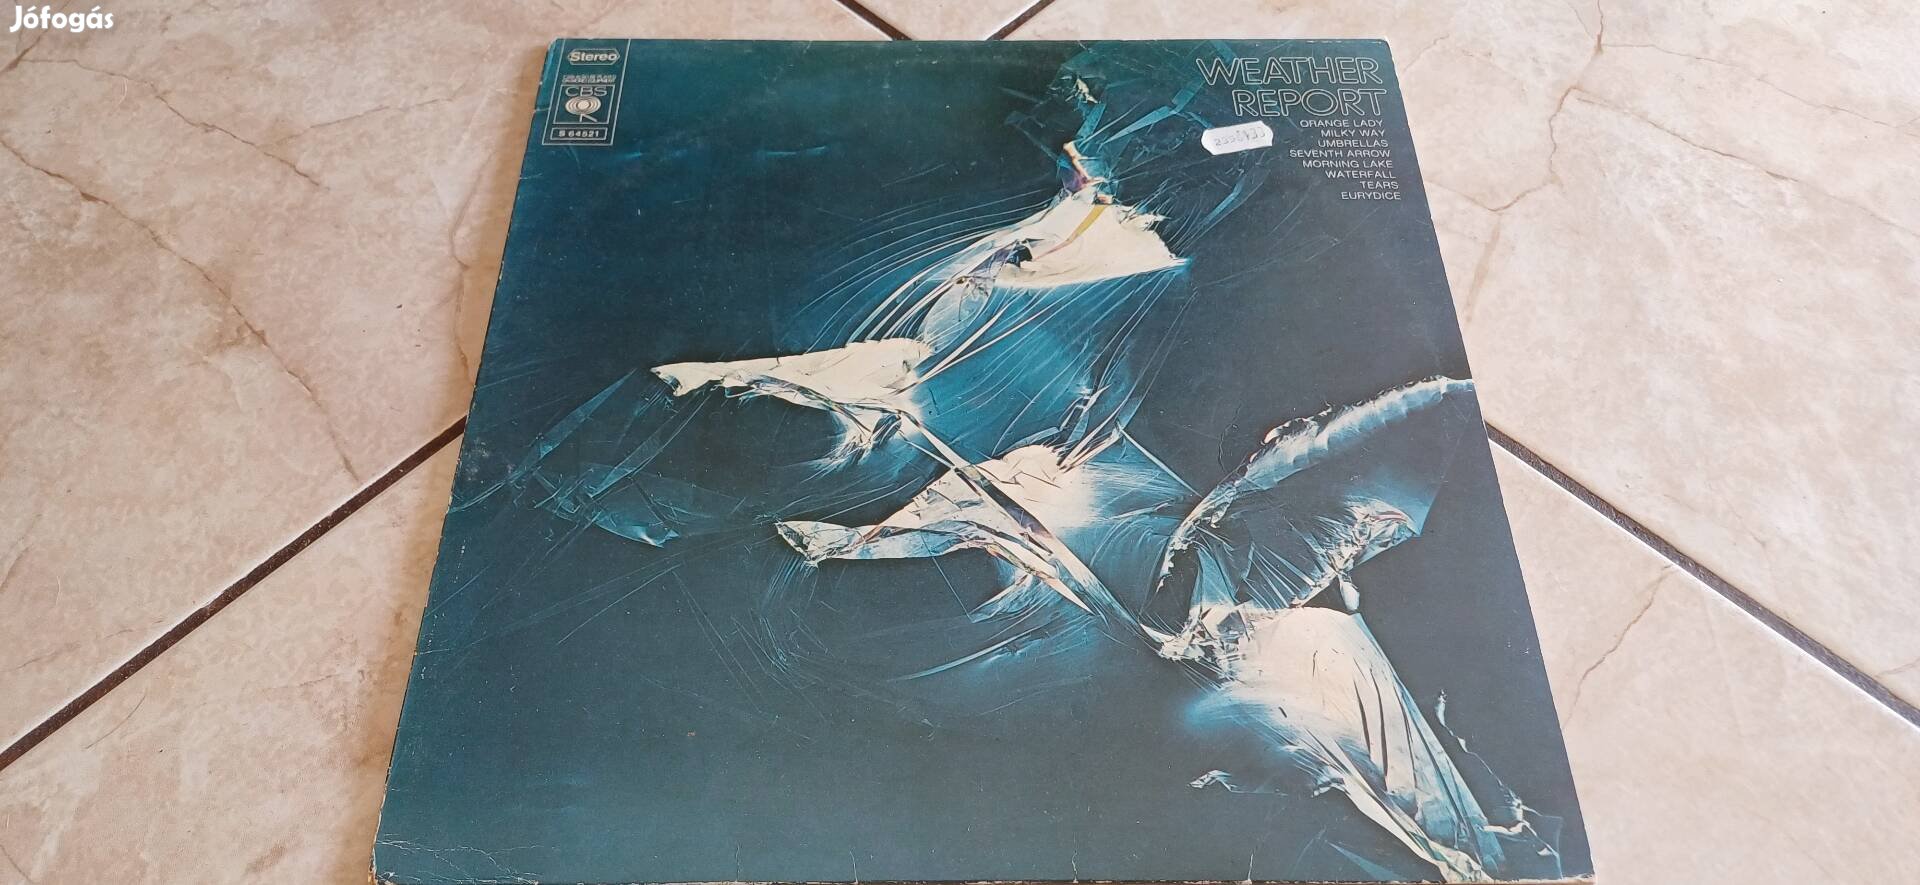 Jófogás
Stereo
CBS
S 64521
WEATHER
REPORT
ORANGE LADY
MILKY WAY
UMBRELLAS
SEVENTH ARROW
MORNING LAKE
WATERFALL
TEARS
EURYDICE